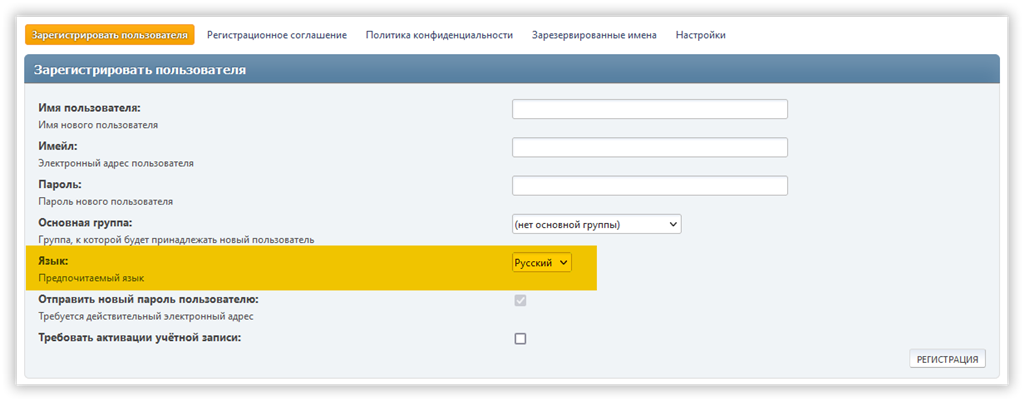 Зарегистрировать пользователя Регистрационное соглашение Политика конфиденциальности Зарезервированные имена Настройки
Зарегистрировать пользователя
Имя пользователя:
Имя нового пользователя
Имейл:
Электронный адрес пользователя
Пароль:
Пароль нового пользователя
Основная группа: (нет основной группы)
Группа, к которой будет принадлежать новый пользователь
Язык: Русский
Предпочитаемый язык
Отправить новый пароль пользователю:
Требуется действительный электронный адрес
Требовать активации учётной записи:
РЕГИСТРАЦИЯ